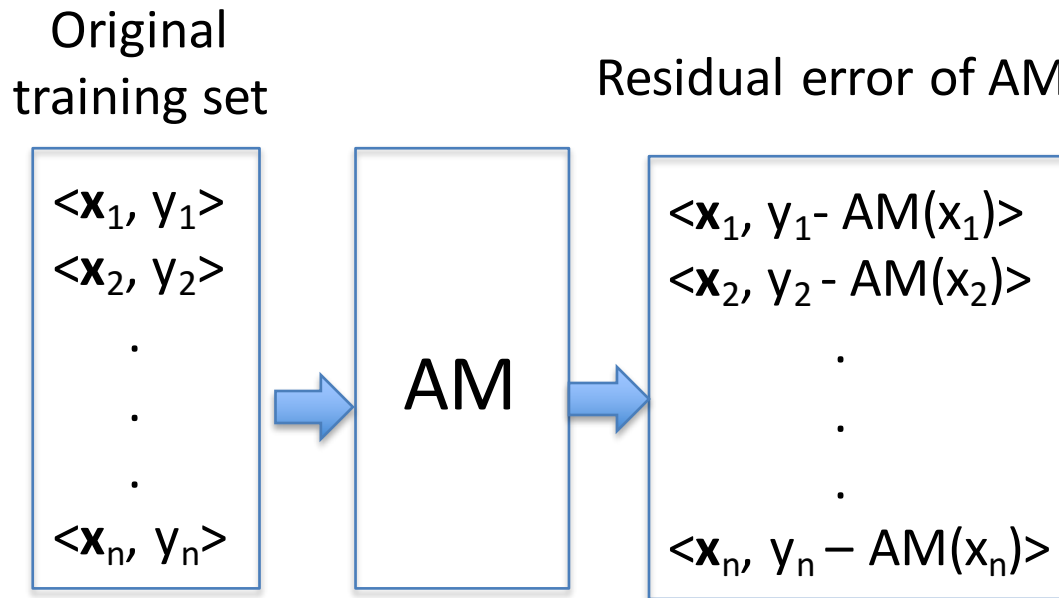 Original
training set
<x₁, y₁>
<x₂, y₂>
.
.
.
<xₙ, yₙ>
AM
Residual error of AM
<x₁, y₁- AM(x₁)>
<x₂, y₂ - AM(x₂)>
.
.
.
<xₙ, yₙ – AM(xₙ)>